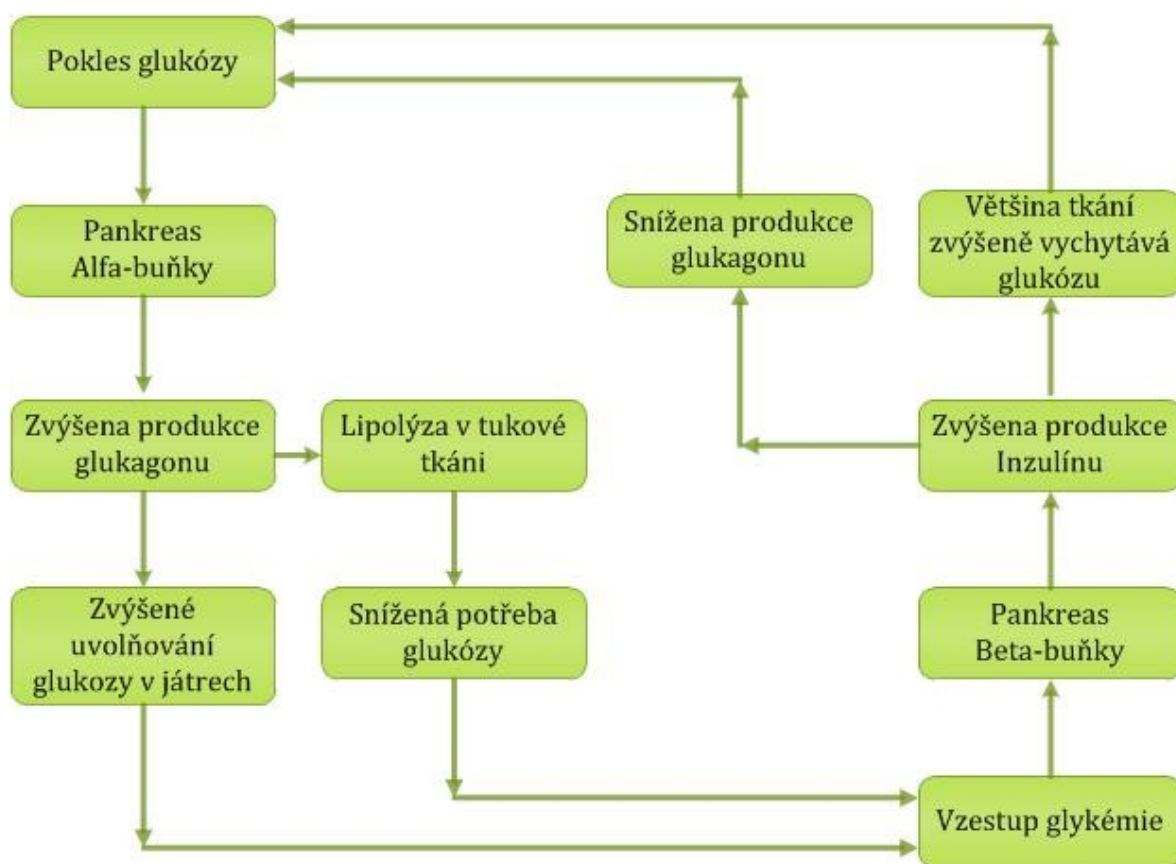 Pokles glukózy
Pankreas
Alfa-buňky
Snížena produkce
glukagonu
Většina tkání
zvýšeně vychytává
glukózu
Zvýšena produkce
glukagonu
Lipolýza v tukové
tkáni
Zvýšena produkce
Inzulínu
Zvýšené
uvolňování
glukozy v játrech
Snížená potřeba
glukózy
Pankreas
Beta-buňky
Vzestup glykémie